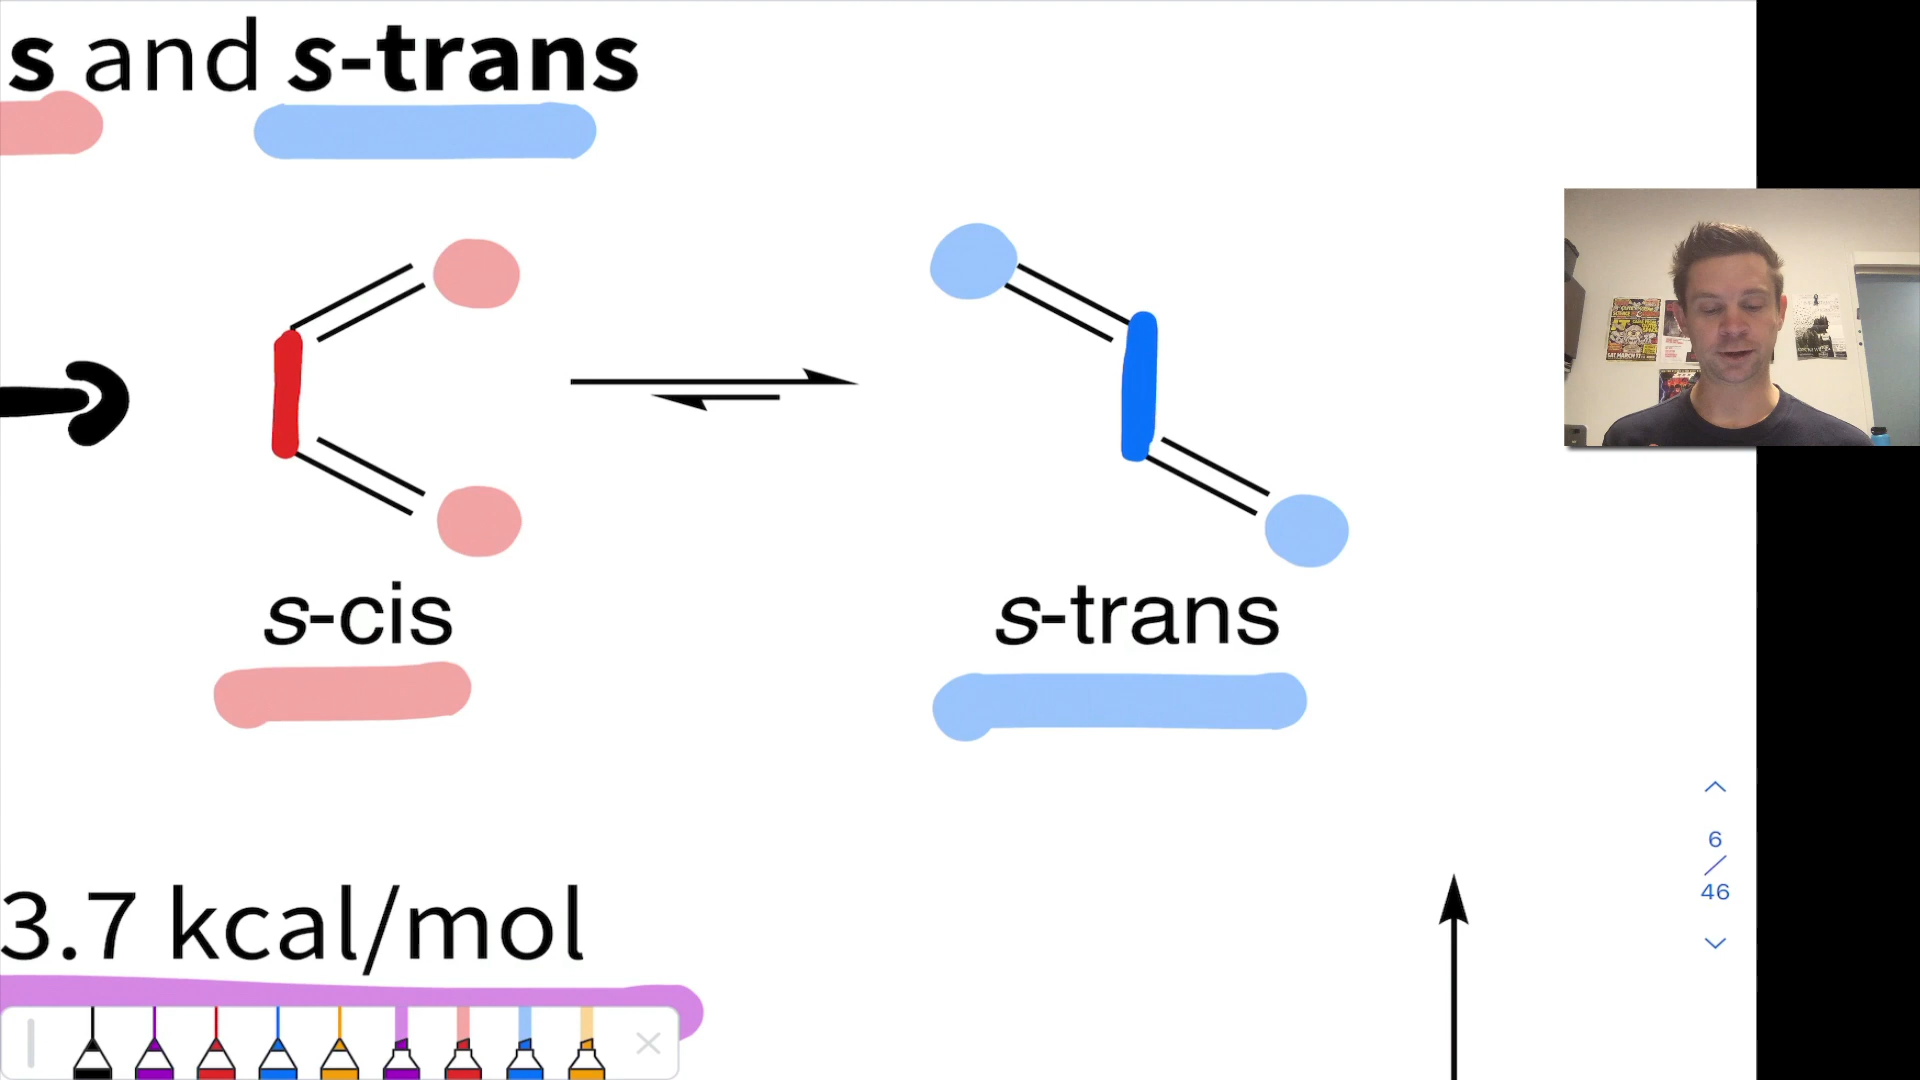 s and s-trans
s-cis
s-trans
3.7 kcal/mol
6
/
46